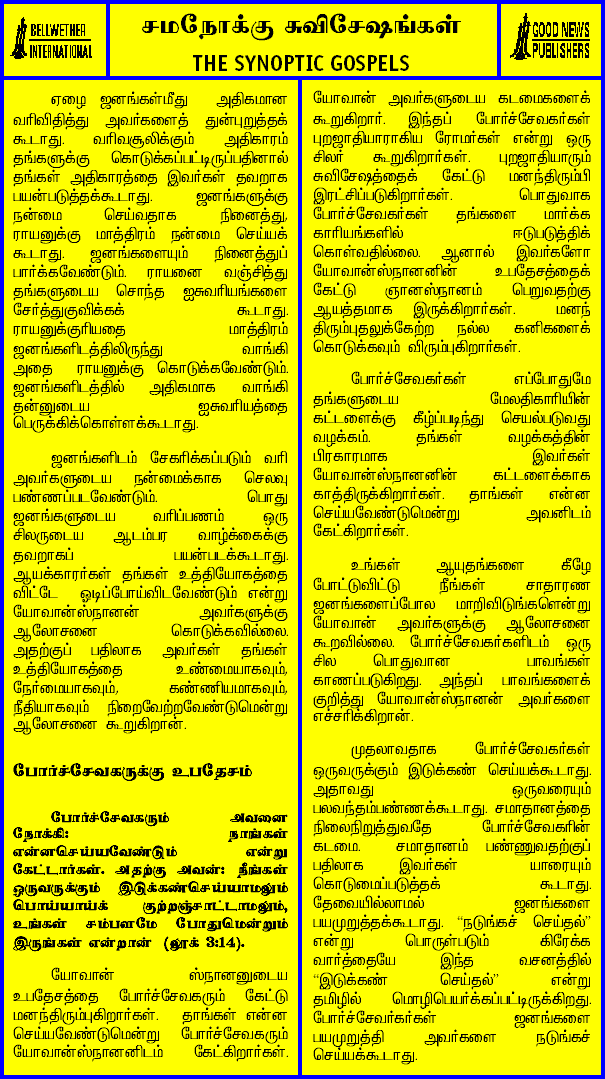 BELLWETHER
INTERNATIONAL
சமநோக்கு சுவிசேஷங்கள்
THE SYNOPTIC GOSPELS
GOOD NEWS
PUBLISHERS
ஏழை ஜனங்கள்மீது அதிகமான
வரிவிதித்து அவர்களைத் துன்புறுத்தக்
கூடாது. வரிவசூலிக்கும் அதிகாரம்
தங்களுக்கு கொடுக்கப்பட்டிருப்பதினால்
தங்கள் அதிகாரத்தை இவர்கள் தவறாக
பயன்படுத்தக்கூடாது. ஜனங்களுக்கு
நன்மை செய்வதாக நினைத்து,
ராயனுக்கு மாத்திரம் நன்மை செய்யக்
கூடாது. ஜனங்களையும் நினைத்துப்
பார்க்கவேண்டும். ராயனை வஞ்சித்து
தங்களுடைய சொந்த ஐசுவரியங்களை
சேர்த்துகுவிக்கக் கூடாது.
ராயனுக்குரியதை மாத்திரம்
ஜனங்களிடத்திலிருந்து வாங்கி
அதை ராயனுக்கு கொடுக்கவேண்டும்.
ஜனங்களிடத்தில் அதிகமாக வாங்கி
தன்னுடைய ஐசுவரியத்தை
பெருக்கிக்கொள்ளக்கூடாது.
ஜனங்களிடம் சேகரிக்கப்படும் வரி
அவர்களுடைய நன்மைக்காக செலவு
பண்ணப்படவேண்டும். பொது
ஜனங்களுடைய வரிப்பணம் ஒரு
சிலருடைய ஆடம்பர வாழ்க்கைக்கு
தவறாகப் பயன்படக்கூடாது.
ஆயக்காரர்கள் தங்கள் உத்தியோகத்தை
விட்டே ஓடிப்போய்விடவேண்டும் என்று
யோவான்ஸ்நானன் அவர்களுக்கு
ஆலோசனை கொடுக்கவில்லை.
அதற்குப் பதிலாக அவர்கள் தங்கள்
உத்தியோகத்தை உண்மையாகவும்,
நேர்மையாகவும், கண்ணியமாகவும்,
நீதியாகவும் நிறைவேற்றவேண்டுமென்று
ஆலோசனை கூறுகிறான்.
போர்ச்சேவகருக்கு உபதேசம்
போர்ச்சேவகரும் அவனை
நோக்கி: நாங்கள்
என்னசெய்யவேண்டும் என்று
கேட்டார்கள். அதற்கு அவன்: நீங்கள்
ஒருவருக்கும் இடுக்கண்செய்யாமலும்
பொய்யாய்க் குற்றஞ்சாட்டாமலும்,
உங்கள் சம்பளமே போதுமென்றும்
இருங்கள் என்றான் (லூக் 3:14).
யோவான் ஸ்நானனுடைய
உபதேசத்தை போர்ச்சேவகரும் கேட்டு
மனந்திரும்புகிறார்கள். தாங்கள் என்ன
செய்யவேண்டுமென்று போர்ச்சேவகரும்
யோவான்ஸ்நானனிடம் கேட்கிறார்கள்.
யோவான் அவர்களுடைய கடமைகளைக்
கூறுகிறார். இந்தப் போர்ச்சேவகர்கள்
புறஜாதியாராகிய ரோமர்கள் என்று ஒரு
சிலர் கூறுகிறார்கள். புறஜாதியாரும்
சுவிசேஷத்தைக் கேட்டு மனந்திரும்பி
இரட்சிப்படுகிறார்கள். பொதுவாக
போர்ச்சேவகர்கள் தங்களை மார்க்க
காரியங்களில் ஈடுபடுத்திக்
கொள்வதில்லை. ஆனால் இவர்களோ
யோவான்ஸ்நானனின் உபதேசத்தைக்
கேட்டு ஞானஸ்நானம் பெறுவதற்கு
ஆயத்தமாக இருக்கிறார்கள். மனந்
திரும்புதலுக்கேற்ற நல்ல கனிகளைக்
கொடுக்கவும் விரும்புகிறார்கள்.
போர்ச்சேவகர்கள் எப்போதுமே
தங்களுடைய மேலதிகாரியின்
கட்டளைக்கு கீழ்ப்படிந்து செயல்படுவது
வழக்கம். தங்கள் வழக்கத்தின்
பிரகாரமாக இவர்கள்
யோவான்ஸ்நானனின் கட்டளைக்காக
காத்திருக்கிறார்கள். தாங்கள் என்ன
செய்யவேண்டுமென்று அவனிடம்
கேட்கிறார்கள்.
உங்கள் ஆயுதங்களை கீழே
போட்டுவிட்டு நீங்கள் சாதாரண
ஜனங்களைப்போல மாறிவிடுங்களென்று
யோவான் அவர்களுக்கு ஆலோசனை
கூறவில்லை. போர்ச்சேவகர்களிடம் ஒரு
சில பொதுவான பாவங்கள்
காணப்படுகிறது. அந்தப் பாவங்களைக்
குறித்து யோவான்ஸ்நானன் அவர்களை
எச்சரிக்கிறான்.
முதலாவதாக போர்ச்சேவகர்கள்
ஒருவருக்கும் இடுக்கண் செய்யக்கூடாது.
அதாவது ஒருவரையும்
பலவந்தம்பண்ணக்கூடாது. சமாதானத்தை
நிலைநிறுத்துவதே போர்ச்சேவகரின்
கடமை. சமாதானம் பண்ணுவதற்குப்
பதிலாக இவர்கள் யாரையும்
கொடுமைப்படுத்தக் கூடாது.
தேவையில்லாமல் ஜனங்களை
பயமுறுத்தக்கூடாது. “நடுங்கச் செய்தல்”
என்று பொருள்படும் கிரேக்க
வார்த்தையே இந்த வசனத்தில்
“இடுக்கண் செய்தல்” என்று
தமிழில் மொழிபெயர்க்கப்பட்டிருக்கிறது.
போர்ச்சேவர்கர்கள் ஜனங்களை
பயமுறுத்தி அவர்களை நடுங்கச்
செய்யக்கூடாது.